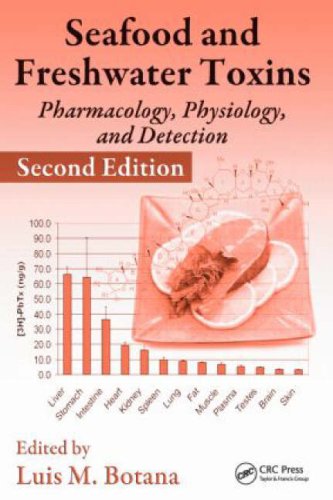 Seafood and
Freshwater Toxins
Pharmacology, Physiology,
and Detection
Second Edition
[3H]-PbTx (ng/g)
100.0
90.0
80.0
70.0
60.0
50.0
40.0
30.0
20.0
10.0
0.0
Liver
Stomach
Intestine
Heart
Kidney
Spleen
Lung
Fat
Muscle
Plasma
Testes
Brain
Skin
Edited by
Luis M. Botana
CRC Press
Taylor & Francis Group